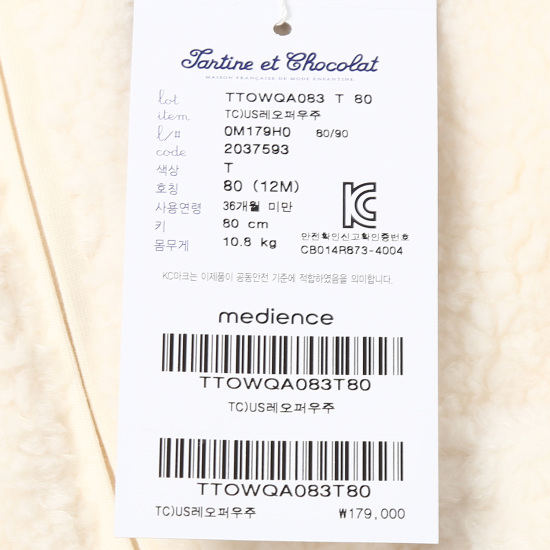 Tartine et Chocolat
MAISON FRANÇAISE DE MODE ENFANTINE
lot TTOWQA083 T 80
item TC)US레오퍼우주
l/# 0M179H0 80/90
code 2037593
색상 T
호칭 80 (12M)
사용연령 36개월 미만
키 80 cm
몸무게 10.8 kg
안전확인신고확인증번호
CB014R873-4004
KC마크는 이제품이 공통안전 기준에 적합하였음을 의미합니다.
medience
TTOWQA083T80
TC)US레오퍼우주
TTOWQA083T80
TC)US레오퍼우주 ₩179,000